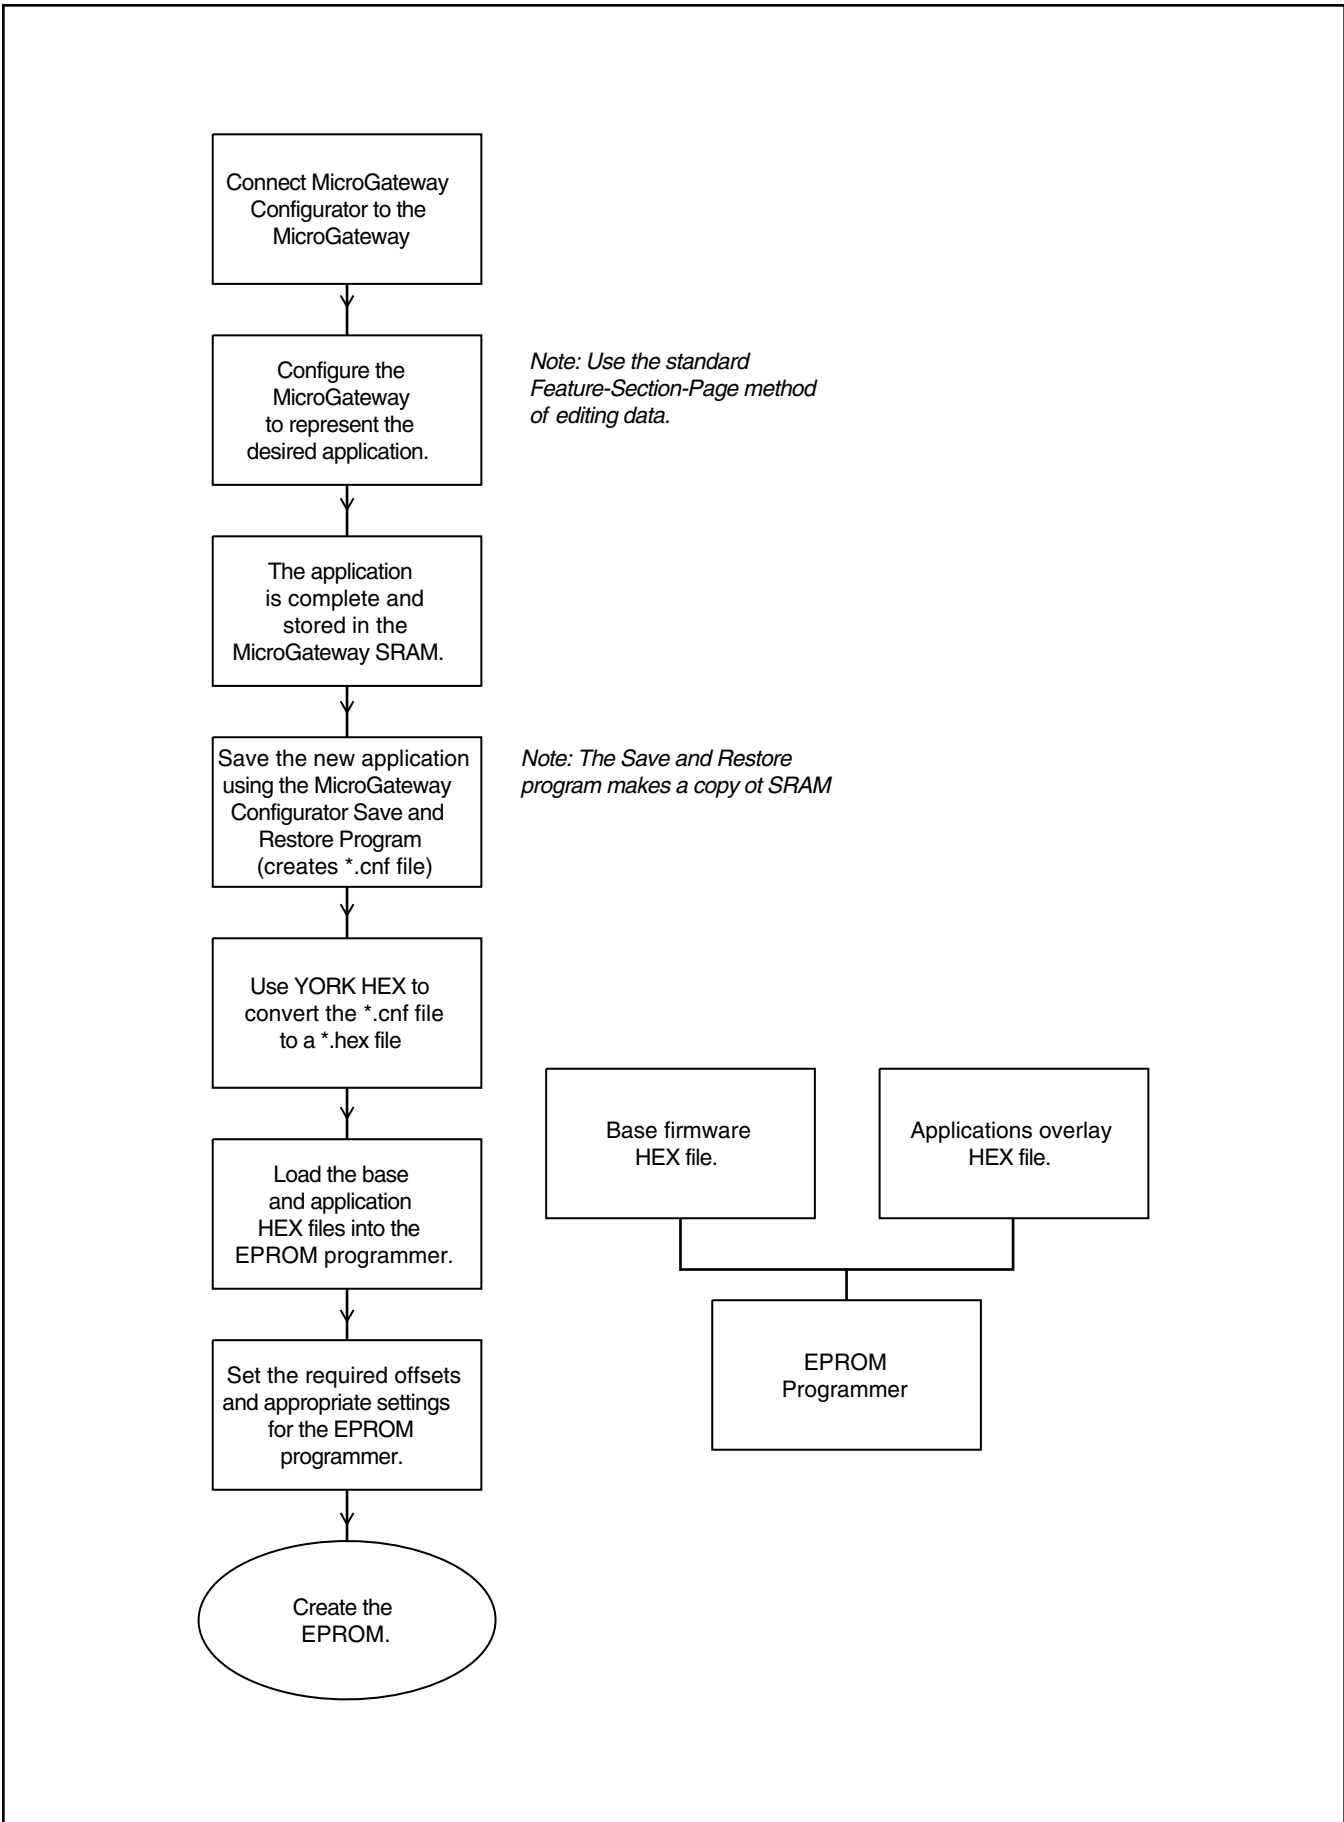 Connect MicroGateway
Configurator to the
MicroGateway
Configure the
MicroGateway
to represent the
desired application.
Note: Use the standard
Feature-Section-Page method
of editing data.
The application
is complete and
stored in the
MicroGateway SRAM.
Save the new application
using the MicroGateway
Configurator Save and
Restore Program
(creates *.cnf file)
Note: The Save and Restore
program makes a copy ot SRAM
Use YORK HEX to
convert the *.cnf file
to a *.hex file
Load the base
and application
HEX files into the
EPROM programmer.
Base firmware
HEX file.
Applications overlay
HEX file.
EPROM
Programmer
Set the required offsets
and appropriate settings
for the EPROM
programmer.
Create the
EPROM.